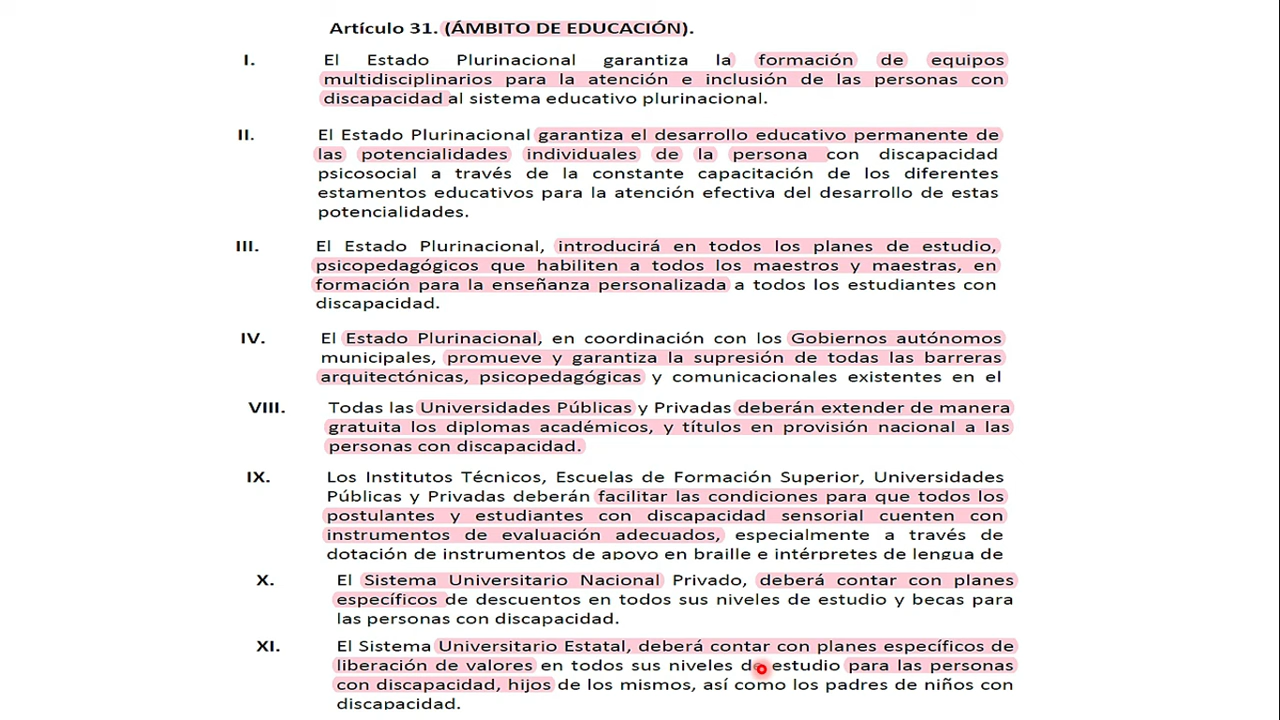 Artículo 31. (ÁMBITO DE EDUCACIÓN).
I. El Estado Plurinacional garantiza la formación de equipos
multidisciplinarios para la atención e inclusión de las personas con
discapacidad al sistema educativo plurinacional.
II. El Estado Plurinacional garantiza el desarrollo educativo permanente de
las potencialidades individuales de la persona con discapacidad
psicosocial a través de la constante capacitación de los diferentes
estamentos educativos para la atención efectiva del desarrollo de estas
potencialidades.
III. El Estado Plurinacional, introducirá en todos los planes de estudio,
psicopedagógicos que habiliten a todos los maestros y maestras, en
formación para la enseñanza personalizada a todos los estudiantes con
discapacidad.
IV. El Estado Plurinacional, en coordinación con los Gobiernos autónomos
municipales, promueve y garantiza la supresión de todas las barreras
arquitectónicas, psicopedagógicas y comunicacionales existentes en el
VIII. Todas las Universidades Públicas y Privadas deberán extender de manera
gratuita los diplomas académicos, y títulos en provisión nacional a las
personas con discapacidad.
IX. Los Institutos Técnicos, Escuelas de Formación Superior, Universidades
Públicas y Privadas deberán facilitar las condiciones para que todos los
postulantes y estudiantes con discapacidad sensorial cuenten con
instrumentos de evaluación adecuados, especialmente a través de
dotación de instrumentos de apoyo en braille e intérpretes de lengua de
X. El Sistema Universitario Nacional Privado, deberá contar con planes
específicos de descuentos en todos sus niveles de estudio y becas para
las personas con discapacidad.
XI. El Sistema Universitario Estatal, deberá contar con planes específicos de
liberación de valores en todos sus niveles de estudio para las personas
con discapacidad, hijos de los mismos, así como los padres de niños con
discapacidad.